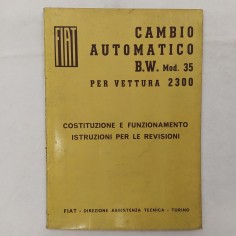 FIAT
CAMBIO
AUTOMATICO
B.W. Mod. 35
PER VETTURA 2300
COSTITUZIONE E FUNZIONAMENTO
ISTRUZIONI PER LE REVISIONI
FIAT - DIREZIONE ASSISTENZA TECNICA - TORINO